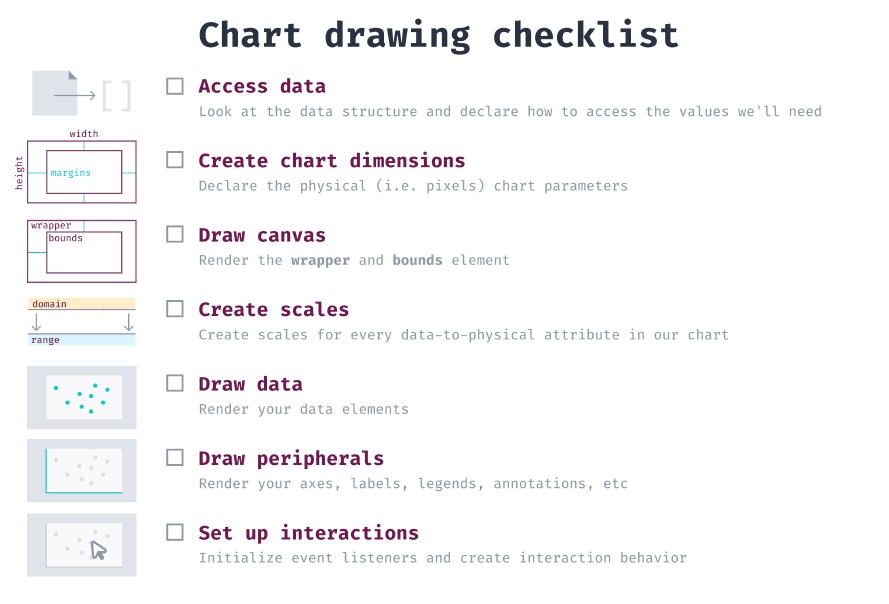 Chart drawing checklist
Access data
Look at the data structure and declare how to access the values we'll need
width
height
margins
Create chart dimensions
Declare the physical (i.e. pixels) chart parameters
wrapper
bounds
Draw canvas
Render the wrapper and bounds element
domain
range
Create scales
Create scales for every data-to-physical attribute in our chart
Draw data
Render your data elements
Draw peripherals
Render your axes, labels, legends, annotations, etc
Set up interactions
Initialize event listeners and create interaction behavior